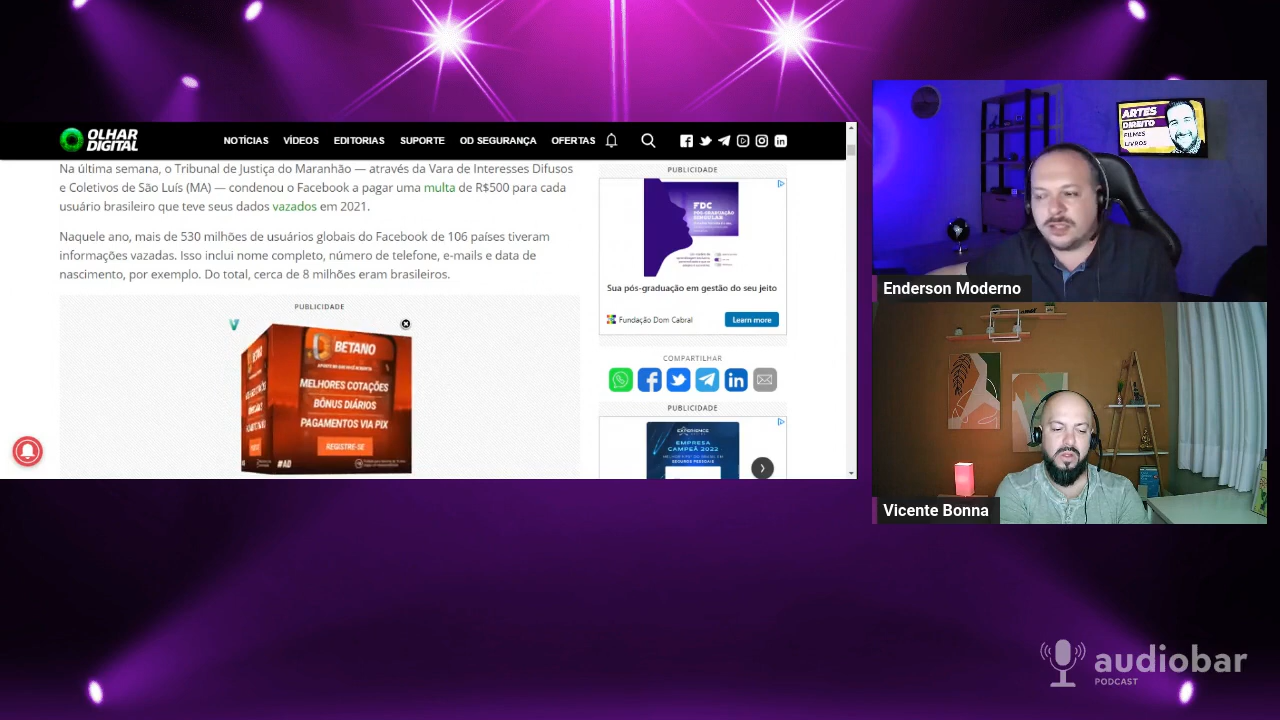 OLHAR
DIGITAL
NOTÍCIAS VÍDEOS EDITORIAS SUPORTE OD SEGURANÇA OFERTAS
Na última semana, o Tribunal de Justiça do Maranhão — através da Vara de Interesses Difusos
e Coletivos de São Luís (MA) — condenou o Facebook a pagar uma multa de R$500 para cada
usuário brasileiro que teve seus dados vazados em 2021.
Naquele ano, mais de 530 milhões de usuários globais do Facebook de 106 países tiveram
informações vazadas. Isso inclui nome completo, número de telefone, e-mails e data de
nascimento, por exemplo. Do total, cerca de 8 milhões eram brasileiros.
PUBLICIDADE
BETANO
MELHORES COTAÇÕES
BÔNUS DIÁRIOS
PAGAMENTOS VIA PIX
REGISTRE-SE
#AD
PUBLICIDADE
FDC
PÓS-GRADUAÇÃO
Sua pós-graduação em gestão do seu jeito
Fundação Dom Cabral
Learn more
COMPARTILHAR
PUBLICIDADE
EXPERIENCE
EMPRESA
CAMPEÃ 2022
ARTES
DIREITO
FILMES
LIVROS
Enderson Moderno
Vicente Bonna
audiobar
PODCAST